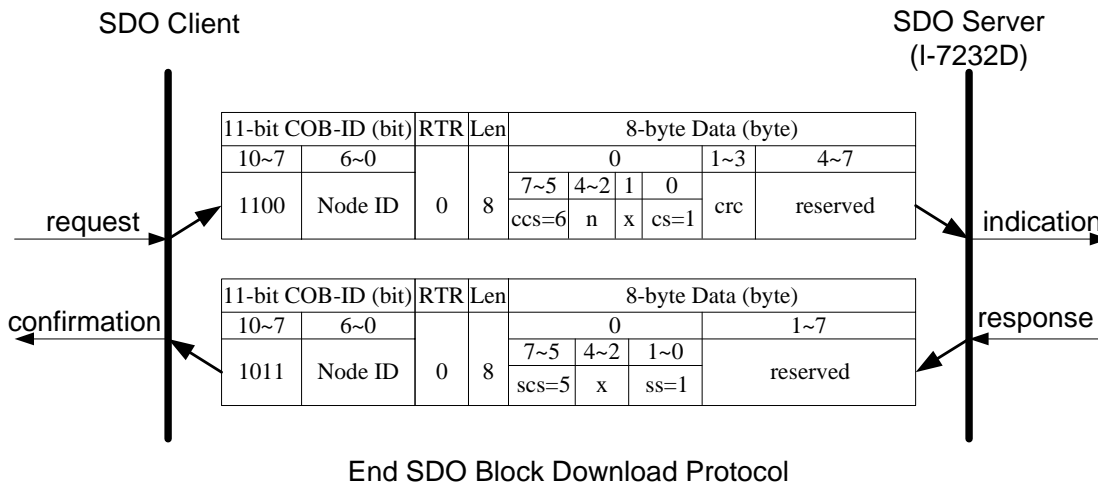 SDO Client
SDO Server
(I-7232D)
11-bit COB-ID (bit) RTR Len 8-byte Data (byte)
10~7 6~0 0 1~3 4~7
7~5 4~2 1 0
1100 Node ID 0 8 crc reserved
ccs=6 n x cs=1
request
indication
11-bit COB-ID (bit) RTR Len 8-byte Data (byte)
10~7 6~0 0 1~7
confirmation
response
7~5 4~2 1~0
1011 Node ID 0 8 reserved
scs=5 x ss=1
End SDO Block Download Protocol